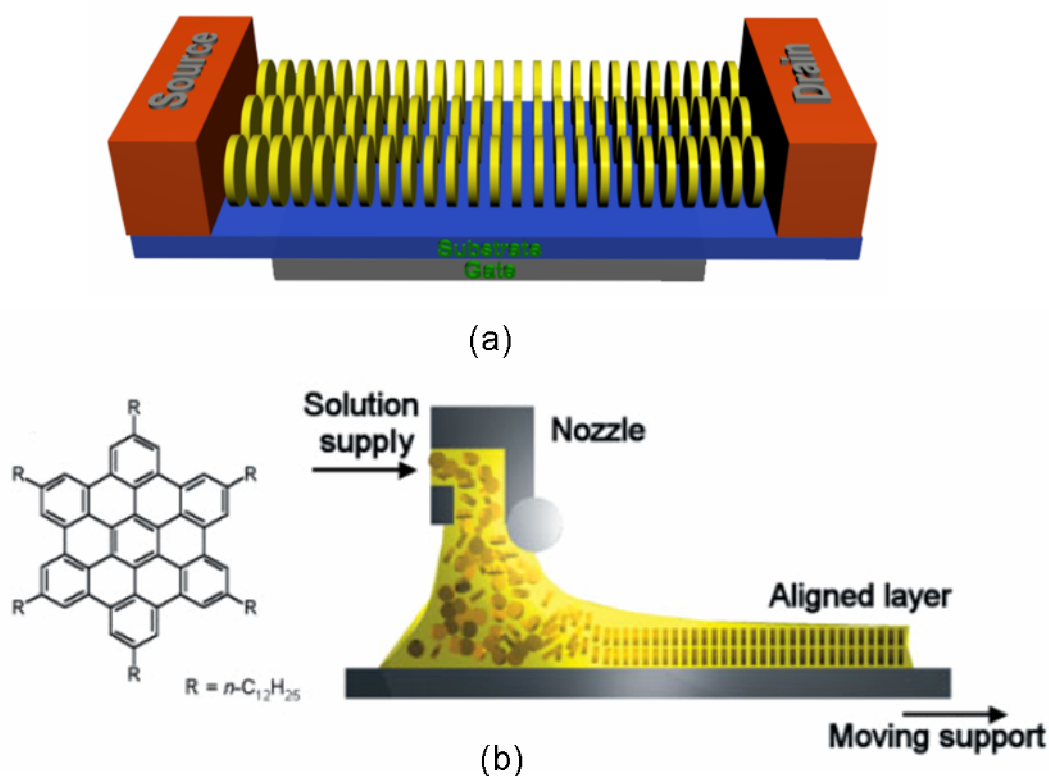 Source
Drain
Substrate
Gate
(a)
R
R
R
R
R
R
R = n-C12H25
Solution
supply
Nozzle
Aligned layer
Moving support
(b)